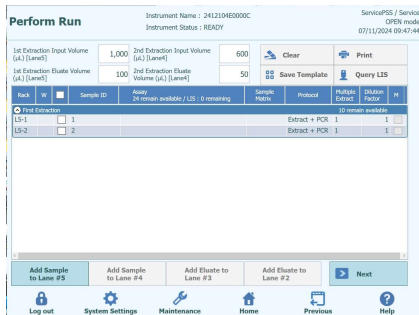 Perform Run
Instrument Name : 2412104E0000C
Instrument Status : READY
ServicePSS / Service
OPEN mode
07/11/2024 09:47:44
1st Extraction Input Volume (µL) [Lane5]
1,000
2nd Extraction Input Volume (µL) [Lane4]
600
Clear
Print
1st Extraction Eluate Volume (µL) [Lane5]
100
2nd Extraction Eluate Volume (µL) [Lane4]
50
Save Template
Query LIS
Rack W Sample ID Assay 24 remain available / LIS : 0 remaining Sample Matrix Protocol Multiple Extract Dilution Factor M
First Extraction 10 remain available
L5-1 1 Extract + PCR 1 1
L5-2 2 Extract + PCR 1 1
Add Sample to Lane #5
Add Sample to Lane #4
Add Eluate to Lane #3
Add Eluate to Lane #2
Next
Log out
System Settings
Maintenance
Home
Previous
Help